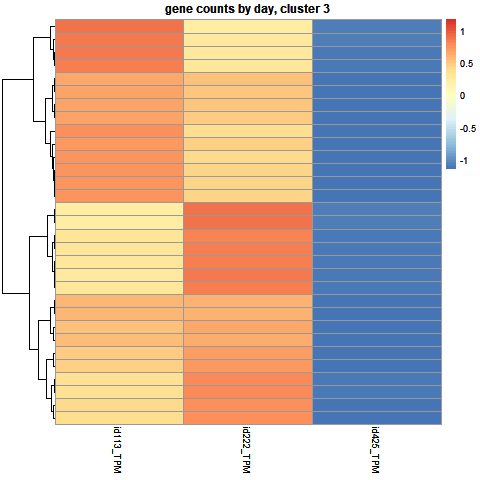 gene counts by day, cluster 3
1
0.5
0
-0.5
-1
id113_TPM
id222_TPM
id425_TPM